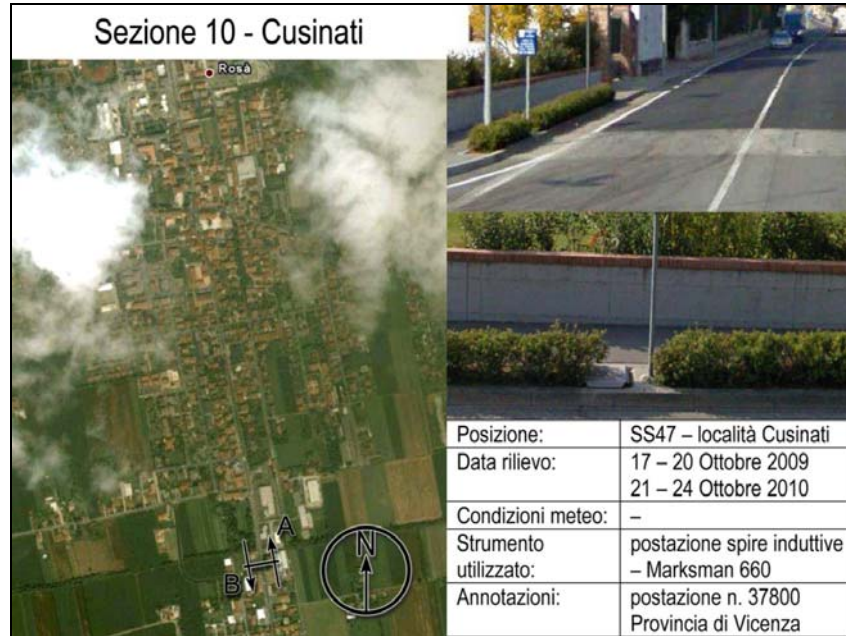 Sezione 10 - Cusinati
Rosà
A
B
N
Posizione: SS47 – località Cusinati
Data rilievo: 17 – 20 Ottobre 2009
21 – 24 Ottobre 2010
Condizioni meteo: –
Strumento utilizzato: postazione spire induttive
– Marksman 660
Annotazioni: postazione n. 37800
Provincia di Vicenza